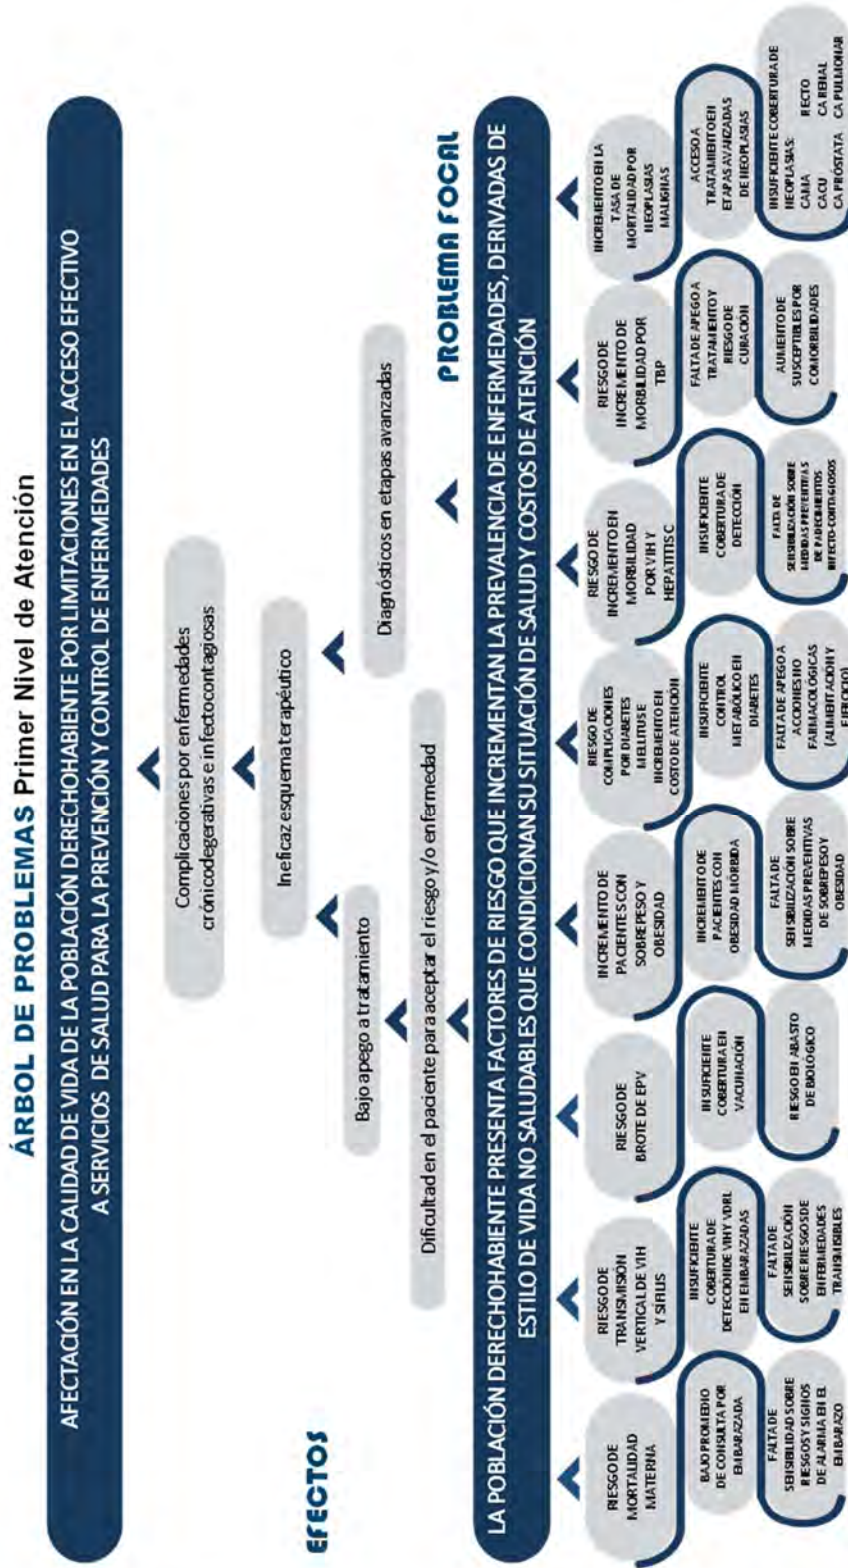 ÁRBOL DE PROBLEMAS Primer Nivel de Atención
AFECTACIÓN EN LA CALIDAD DE VIDA DE LA POBLACIÓN DERECHOHABIENTE POR LIMITACIONES EN EL ACCESO EFECTIVO
A SERVICIOS DE SALUD PARA LA PREVENCIÓN Y CONTROL DE ENFERMEDADES
Complicaciones por enfermedades
crónicodegerativas e infectocontagiosas
EFECTOS
Ineficaz esquema terapéutico
Bajo apego a tratamiento
Diagnósticos en etapas avanzadas
Dificultad en el paciente para aceptar el riesgo y/o enfermedad
PROBLEMA FOCAL
LA POBLACIÓN DERECHOHABIENTE PRESENTA FACTORES DE RIESGO QUE INCREMENTAN LA PREVALENCIA DE ENFERMEDADES, DERIVADAS DE
ESTILO DE VIDA NO SALUDABLES QUE CONDICIONAN SU SITUACIÓN DE SALUD Y COSTOS DE ATENCIÓN
RIESGO DE
MORTALIDAD
MATERNA
BAJO PROMEDIO
DE CONSULTA POR
EMBARAZADA
FALTA DE
SENSIBILIDAD SOBRE
RIESGOS Y SIGNOS
DE ALARMA EN EL
EMBARAZO
RIESGO DE
TRANSMISIÓN
VERTICAL DE VIH
Y SÍFILIS
INSUFICIENTE
COBERTURA DE
DETECCIÓN DE VIH Y VDRL
EN EMBARAZADAS
FALTA DE
SENSIBILIZACIÓN
SOBRE RIESGOS DE
ENFERMEDADES
TRANSMISIBLES
RIESGO DE
BROTE DE EPV
INSUFICIENTE
COBERTURA EN
VACUNACIÓN
RIESGO EN ABASTO
DE BIOLÓGICO
INCREMENTO DE
PACIENTES CON
SOBREPESO Y
OBESIDAD
INCREMENTO DE
PACIENTES CON
OBESIDAD MÓRBIDA
FALTA DE
SENSIBILIZACIÓN SOBRE
MEDIDAS PREVENTIVAS
DE SOBREPESO Y
OBESIDAD
RIESGO DE
COMPLICACIONES
POR DIABETES
MELLITUS E
INCREMENTO EN
COSTO DE ATENCIÓN
INSUFICIENTE
CONTROL
METABÓLICO EN
DIABETES
FALTA DE APEGO A
ACCIONES NO
FARMACOLÓGICAS
(ALIMENTACIÓN Y
EJERCICIO)
RIESGO DE
INCREMENTO EN
MORBILIDAD
POR VIH Y
HEPATITIS C
INSUFICIENTE
COBERTURA DE
DETECCIÓN
FALTA DE
SENSIBILIZACIÓN SOBRE
MEDIDAS PREVENTIVAS
DE PADECIMIENTOS
INFECTO-CONTAGIOSOS
RIESGO DE
INCREMENTO DE
MORBILIDAD POR
TBP
FALTA DE APEGO A
TRATAMIENTO Y
RIESGO DE
CURACIÓN
AUMENTO DE
SUSCEPTIBLES POR
COMORBILIDADES
INCREMENTO EN LA
TASA DE
MORTALIDAD POR
NEOPLASIAS
MALIGNAS
ACCESO A
TRATAMIENTO EN
ETAPAS AVANZADAS
DE NEOPLASIAS
INSUFICIENTE COBERTURA DE
NEOPLASIAS:
CAMA RECTO
CACU CA RENAL
CA PRÓSTATA CA PULMONAR